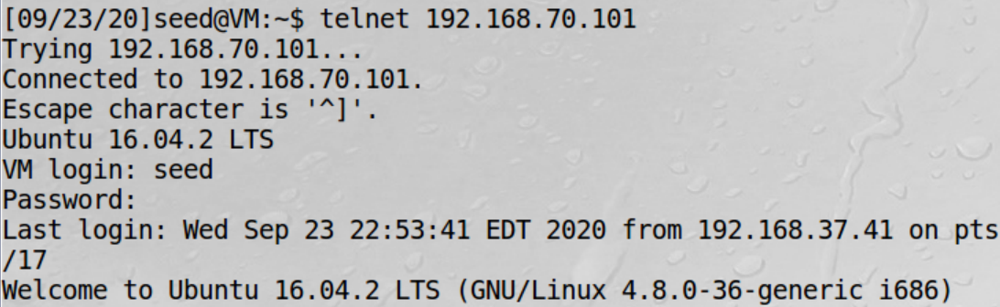 [09/23/20]seed@VM:~$ telnet 192.168.70.101
Trying 192.168.70.101...
Connected to 192.168.70.101.
Escape character is '^]'.
Ubuntu 16.04.2 LTS
VM login: seed
Password:
Last login: Wed Sep 23 22:53:41 EDT 2020 from 192.168.37.41 on pts
/17
Welcome to Ubuntu 16.04.2 LTS (GNU/Linux 4.8.0-36-generic i686)